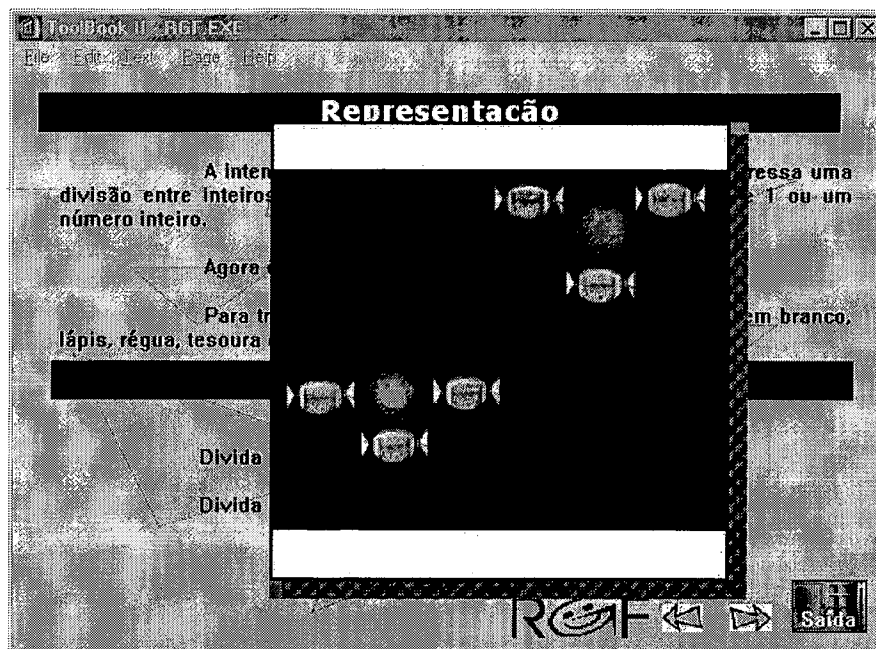 ToolBook II - RGF.EXE
File Edit Text Page Help
Representação
A inten ressa uma
divisão entre inteiros e 1 ou um
número inteiro.
Agora
Para tr em branco,
lápis, régua, tesoura
Divida
Divida
RGF
Saída